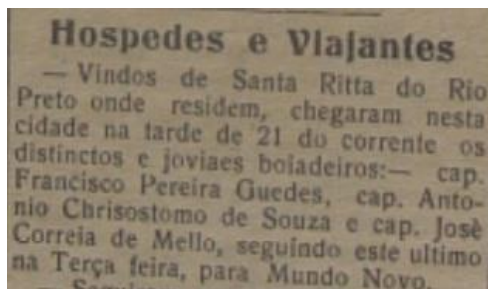 Hospedes e Viajantes
— Vindos de Santa Ritta do Rio
Preto onde residem, chegaram nesta
cidade na tarde de 21 do corrente os
distinctos e joviaes boiadeiros:— cap.
Francisco Pereira Guedes, cap. Anto-
nio Chrisostomo de Souza e cap. Josè
Correia de Mello, seguindo este ultimo
na Terça feira, para Mundo Novo.